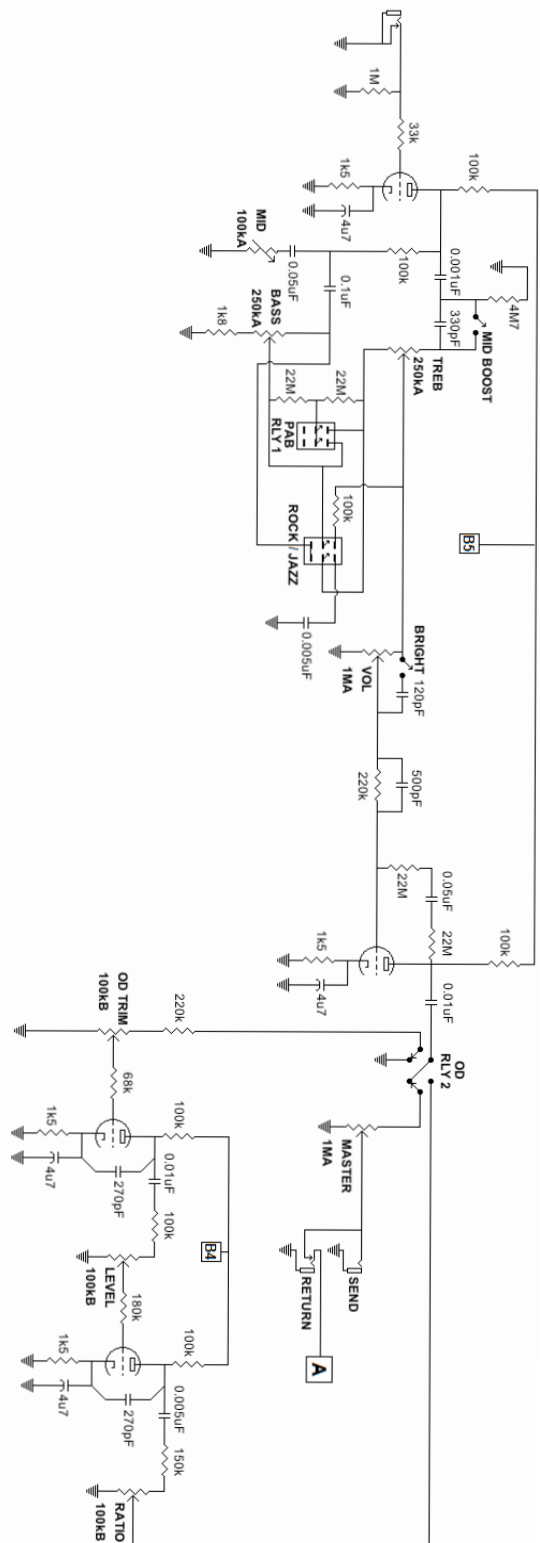 1M
33k
1k5
4u7
100k
MID
100kA
0.05uF
100k
0.001uF
4M7
330pF
MID BOOST
0.1uF
BASS
250kA
1k8
TREB
250kA
22M
22M
PAB
RLY1
100k
ROCK / JAZZ
0.005uF
B5
BRIGHT
120pF
VOL
1MA
500pF
220k
22M
0.05uF
22M
1k5
4u7
100k
0.01uF
OD
RLY 2
220k
OD TRIM
100kB
68k
1k5
4u7
270pF
100k
0.01uF
100k
MASTER
1MA
SEND
RETURN
A
B4
LEVEL
100kB
180k
1k5
4u7
270pF
100k
0.005uF
150k
RATIO
100kB